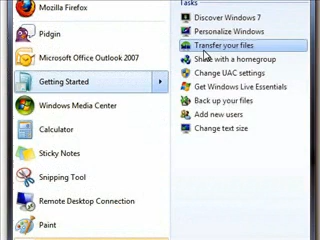 Mozilla Firefox
Pidgin
Microsoft Office Outlook 2007
Getting Started
Windows Media Center
Calculator
Sticky Notes
Snipping Tool
Remote Desktop Connection
Paint
Tasks
Discover Windows 7
Personalize Windows
Transfer your files
Share with a homegroup
Change UAC settings
Get Windows Live Essentials
Back up your files
Add new users
Change text size